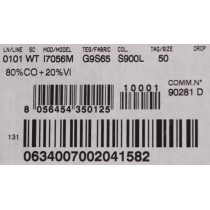 LN/LINE SC. MOD/MODEL TES/FABRIC COL. TAG/SIZE DROP
0101 WT I7056M G9S65 S900L 50
80%CO+20%VI
COMM.N°
10001 90281 D
8 056454 350125
131
0634007002041582